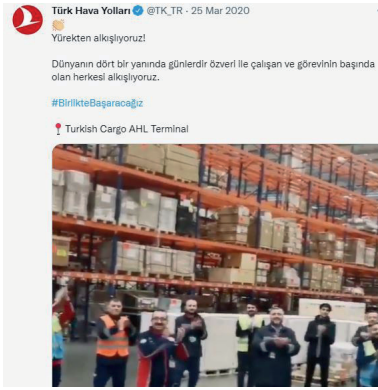 Türk Hava Yolları @TK_TR · 25 Mar 2020
👏🏻
Yürekten alkışlıyoruz!
Dünyanın dört bir yanında günlerdir özveri ile çalışan ve görevinin başında
olan herkesi alkışlıyoruz.
#BirlikteBaşaracağız
📍 Turkish Cargo AHL Terminal